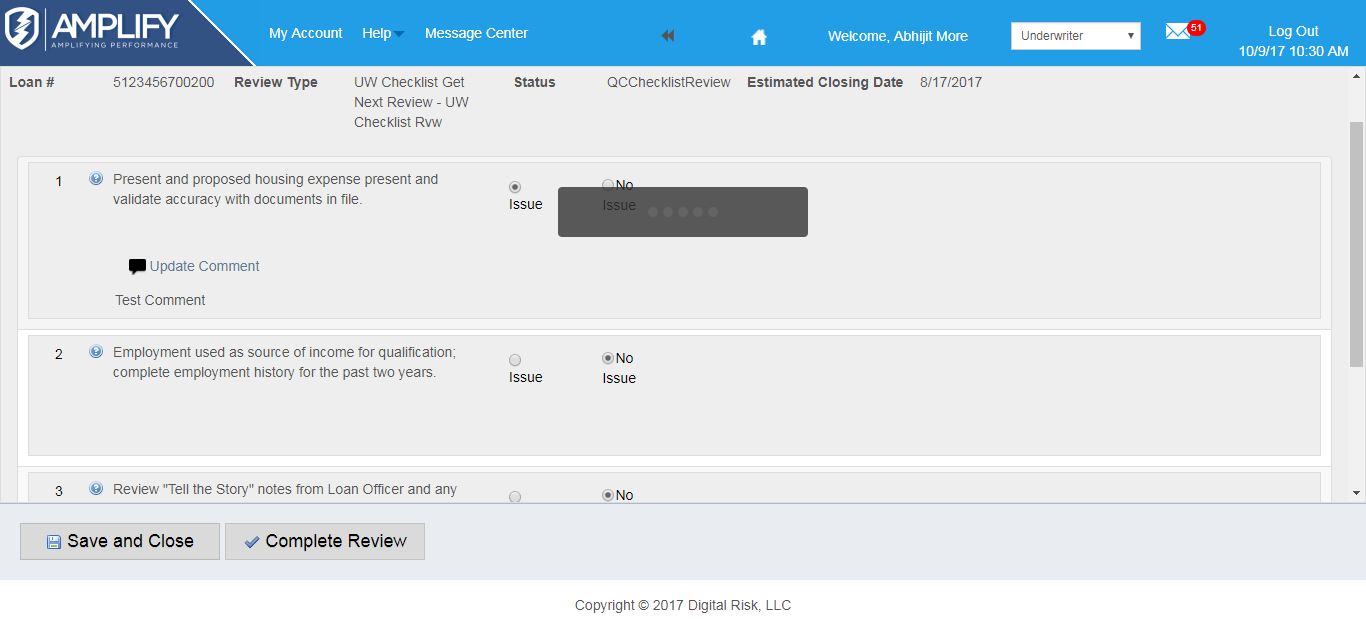 AMPLIFY
AMPLIFYING PERFORMANCE
My Account Help Message Center Welcome, Abhijit More Underwriter 51 Log Out
10/9/17 10:30 AM
Loan # 5123456700200 Review Type UW Checklist Get Status QCChecklistReview Estimated Closing Date 8/17/2017
Next Review - UW
Checklist Rvw
1 Present and proposed housing expense present and No
validate accuracy with documents in file. Issue Issue
Update Comment
Test Comment
2 Employment used as source of income for qualification; No
complete employment history for the past two years. Issue Issue
3 Review "Tell the Story" notes from Loan Officer and any No
Save and Close Complete Review
Copyright © 2017 Digital Risk, LLC